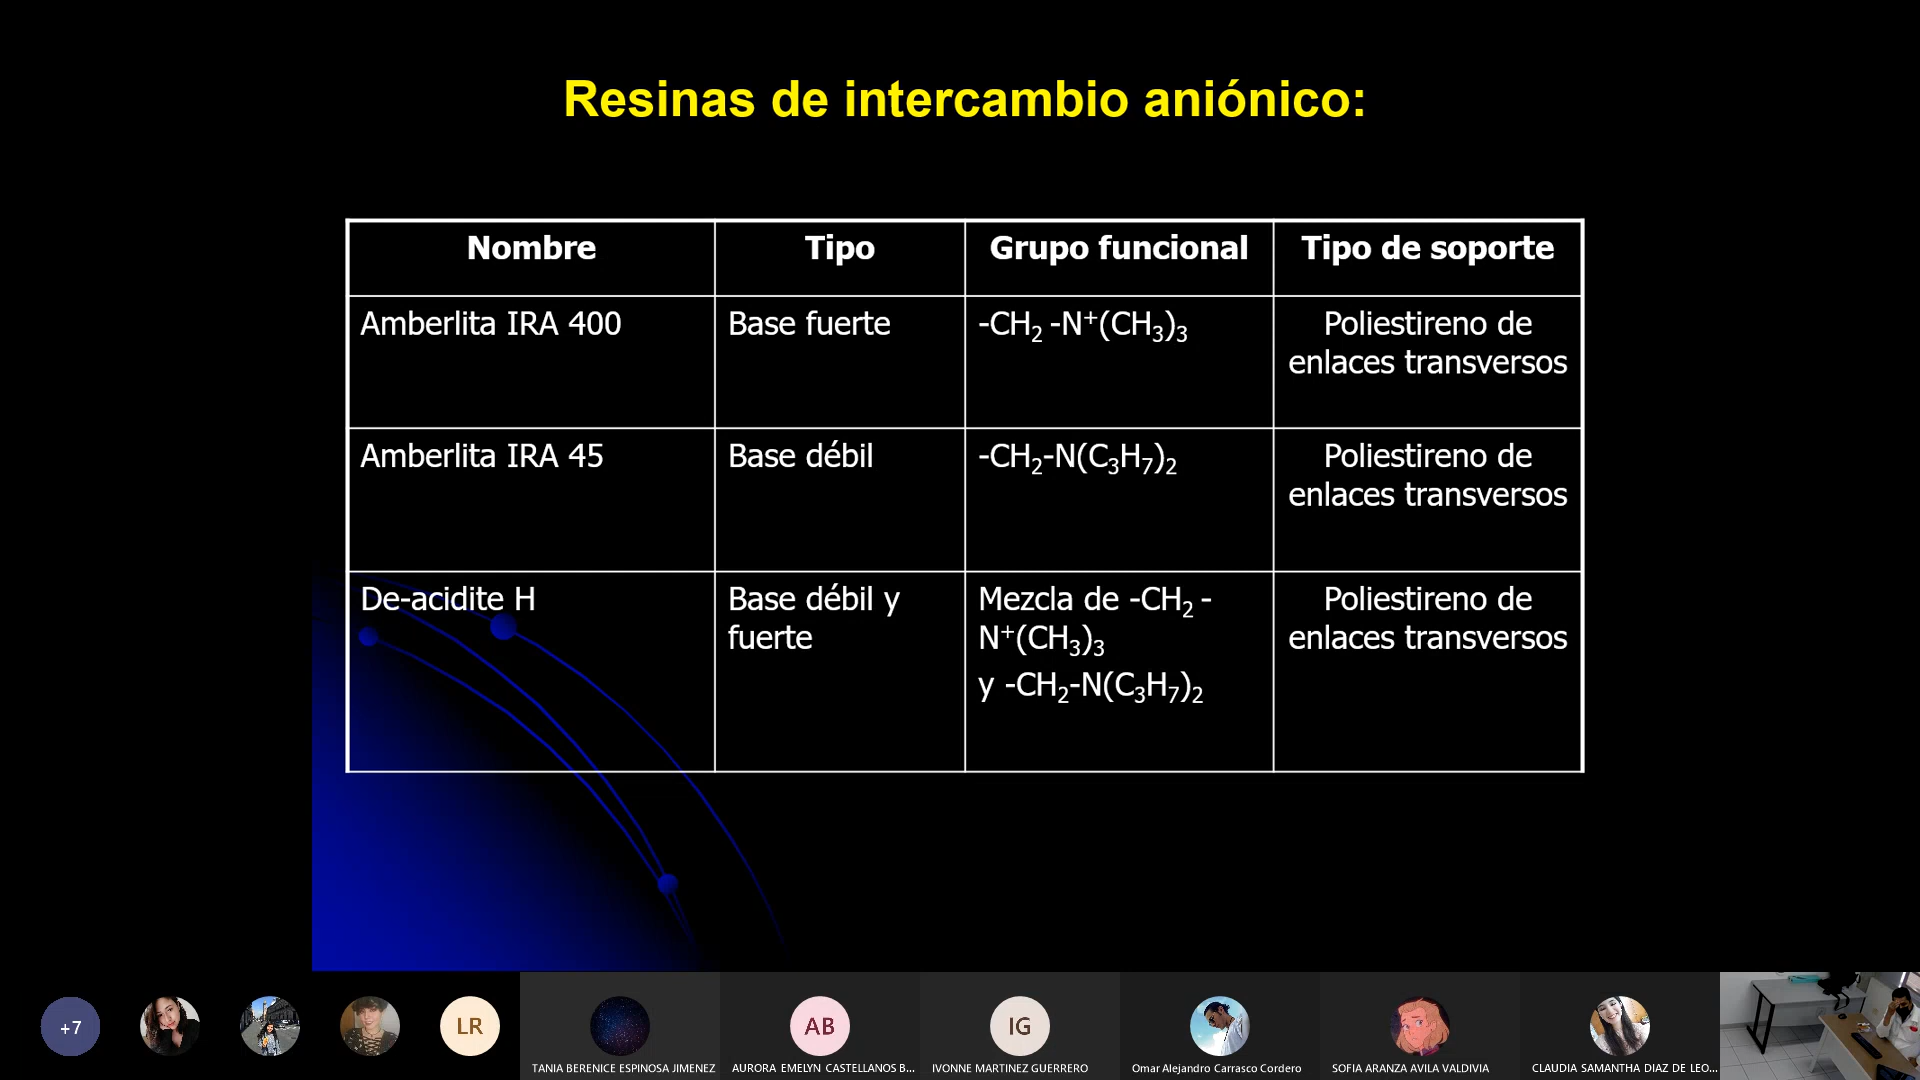 Resinas de intercambio aniónico:
Nombre
Tipo
Grupo funcional
Tipo de soporte
Amberlita IRA 400
Base fuerte
-CH₂ -N⁺(CH₃)₃
Poliestireno de
enlaces transversos
Amberlita IRA 45
Base débil
-CH₂-N(C₃H₇)₂
Poliestireno de
enlaces transversos
De-acidite H
Base débil y
fuerte
Mezcla de -CH₂ -
N⁺(CH₃)₃
y -CH₂-N(C₃H₇)₂
Poliestireno de
enlaces transversos
+7
LR
AB
IG
TANIA BERENICE ESPINOSA JIMENEZ
AURORA EMELYN CASTELLANOS B...
IVONNE MARTINEZ GUERRERO
Omar Alejandro Carrasco Cordero
SOFIA ARANZA AVILA VALDIVIA
CLAUDIA SAMANTHA DIAZ DE LEO...